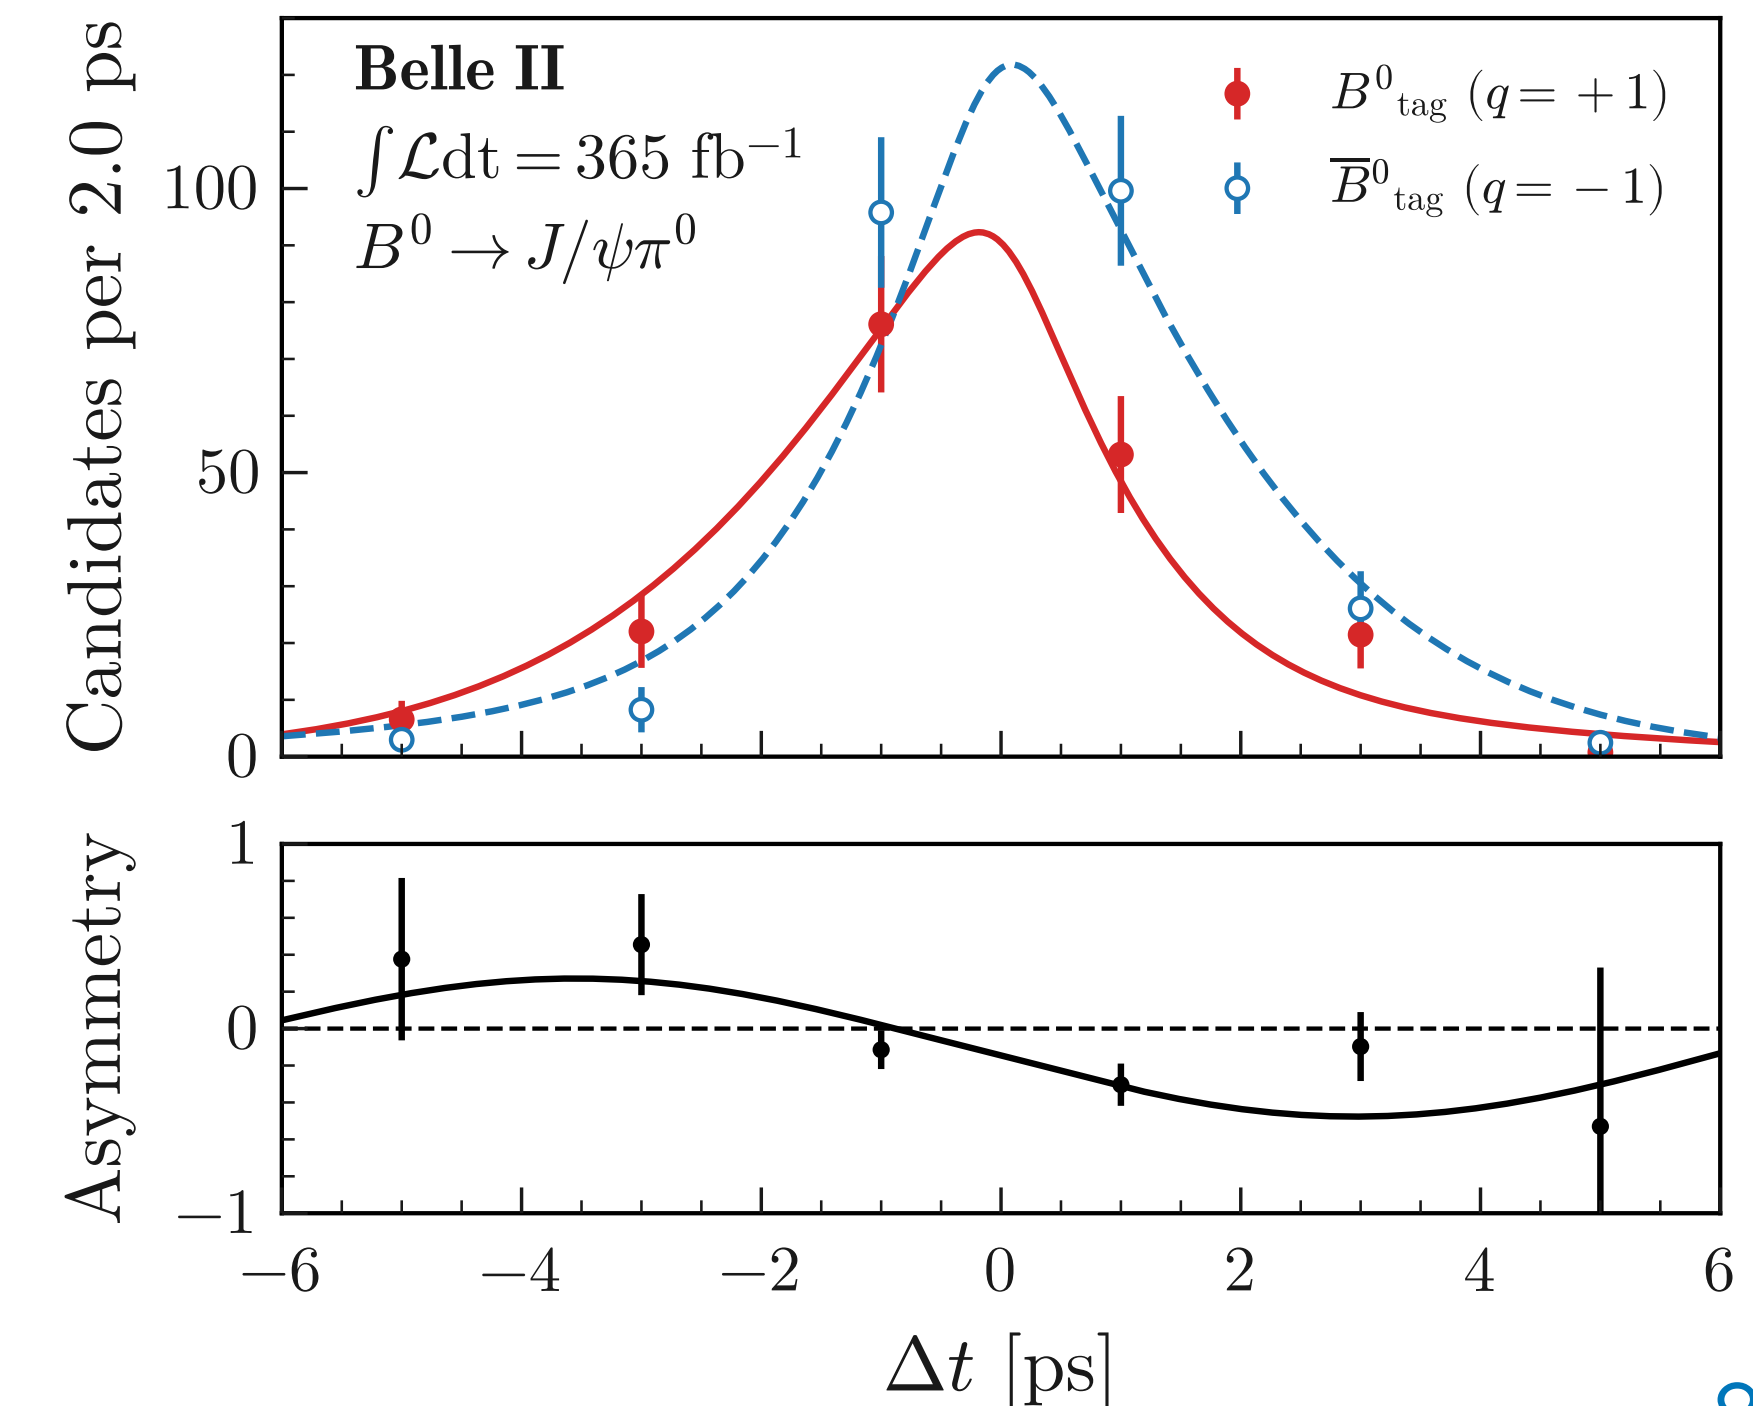 Candidates per 2.0 ps
100
50
0
Belle II
∫ℒdt = 365 fb⁻¹
B⁰ → J/ψπ⁰
B⁰tag (q = +1)
B̅⁰tag (q = −1)
Asymmetry
1
0
−1
−6 −4 −2 0 2 4 6
Δt [ps]